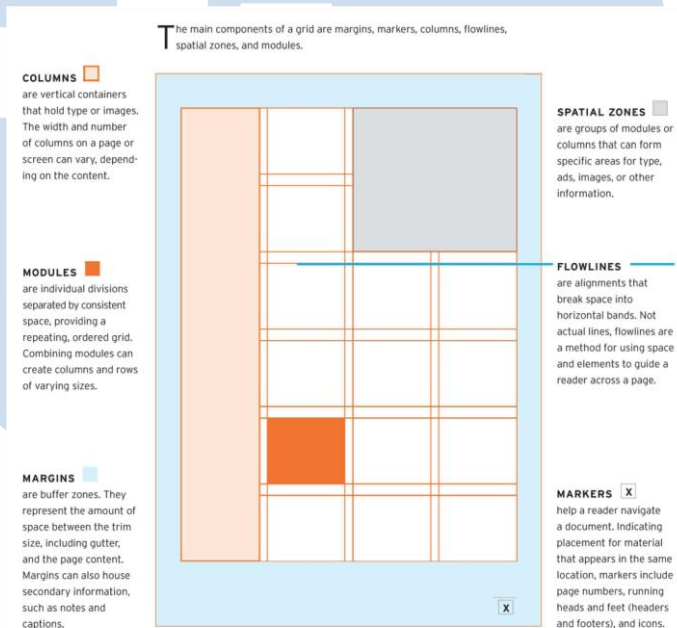 The main components of a grid are margins, markers, columns, flowlines,
spatial zones, and modules.
COLUMNS
are vertical containers
that hold type or images.
The width and number
of columns on a page or
screen can vary, depend-
ing on the content.
MODULES
are individual divisions
separated by consistent
space, providing a
repeating, ordered grid.
Combining modules can
create columns and rows
of varying sizes.
MARGINS
are buffer zones. They
represent the amount of
space between the trim
size, including gutter,
and the page content.
Margins can also house
secondary information,
such as notes and
captions.
SPATIAL ZONES
are groups of modules or
columns that can form
specific areas for type,
ads, images, or other
information.
FLOWLINES
are alignments that
break space into
horizontal bands. Not
actual lines, flowlines are
a method for using space
and elements to guide a
reader across a page.
MARKERS X
help a reader navigate
a document. Indicating
placement for material
that appears in the same
location, markers include
page numbers, running
heads and feet (headers
and footers), and icons.
X